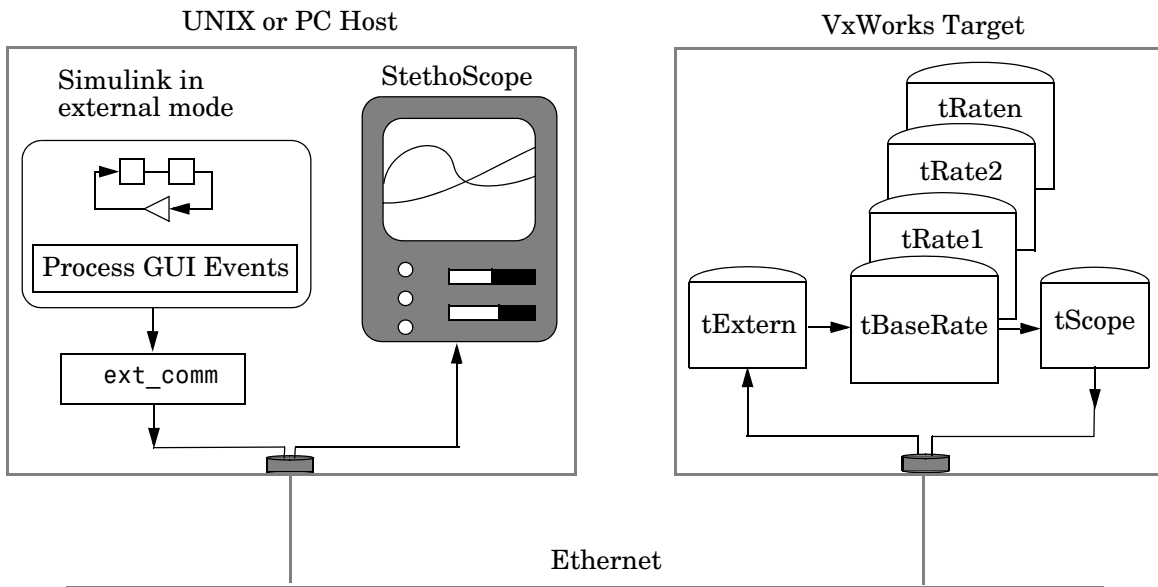 UNIX or PC Host
Simulink in
external mode
Process GUI Events
ext_comm
StethoScope
VxWorks Target
tRaten
tRate2
tRate1
tExtern
tBaseRate
tScope
Ethernet